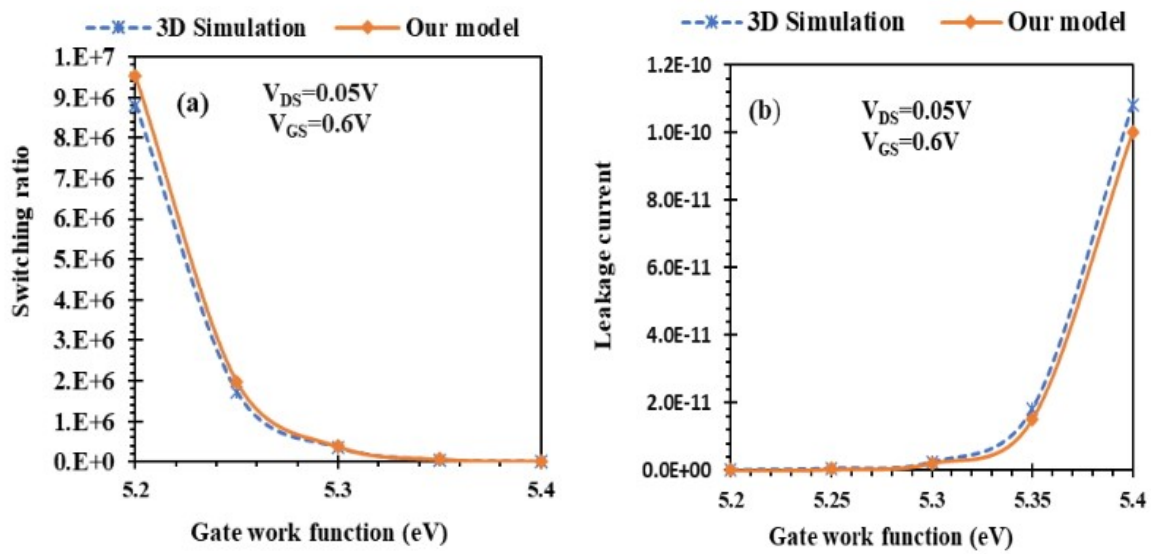 3D Simulation Our model
1.E+7
9.E+6
8.E+6
7.E+6
6.E+6
5.E+6
4.E+6
3.E+6
2.E+6
1.E+6
0.E+0
Switching ratio
(a)
V_DS=0.05V
V_GS=0.6V
5.2 5.3 5.4
Gate work function (eV)
3D Simulation Our model
1.2E-10
1.0E-10
8.0E-11
6.0E-11
4.0E-11
2.0E-11
0.0E+00
Leakage current
(b)
V_DS=0.05V
V_GS=0.6V
5.2 5.25 5.3 5.35 5.4
Gate work function (eV)